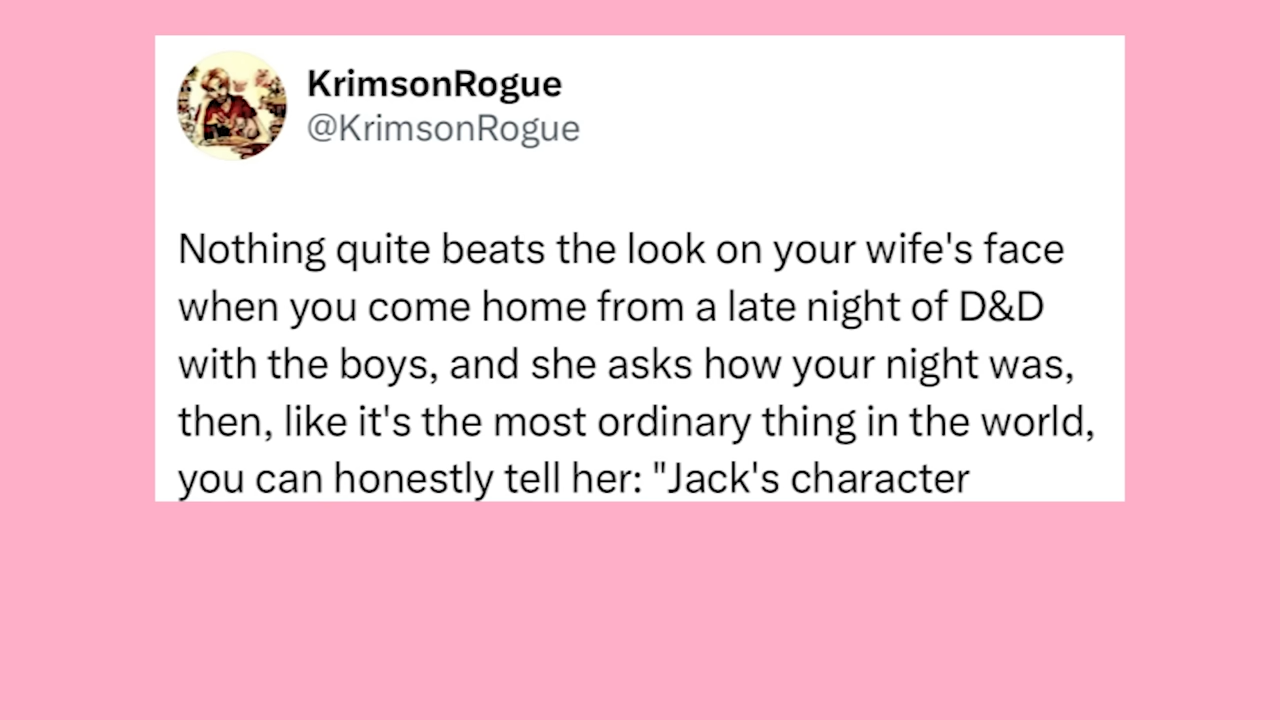 KrimsonRogue
@KrimsonRogue
Nothing quite beats the look on your wife's face
when you come home from a late night of D&D
with the boys, and she asks how your night was,
then, like it's the most ordinary thing in the world,
you can honestly tell her: "Jack's character